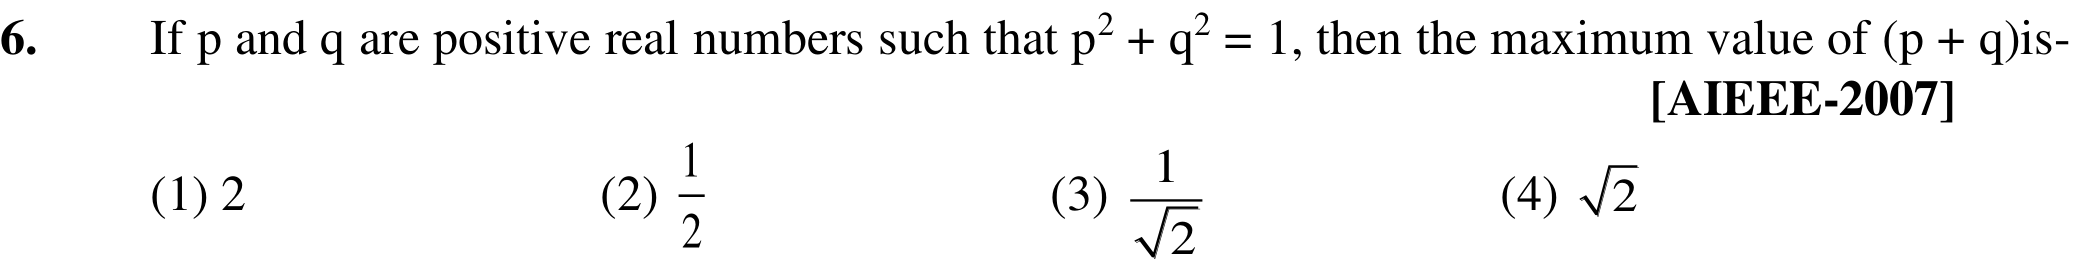 6. If p and q are positive real numbers such that p² + q² = 1, then the maximum value of (p + q)is-
[AIEEE-2007]
(1) 2 (2) 1/2 (3) 1/√2 (4) √2